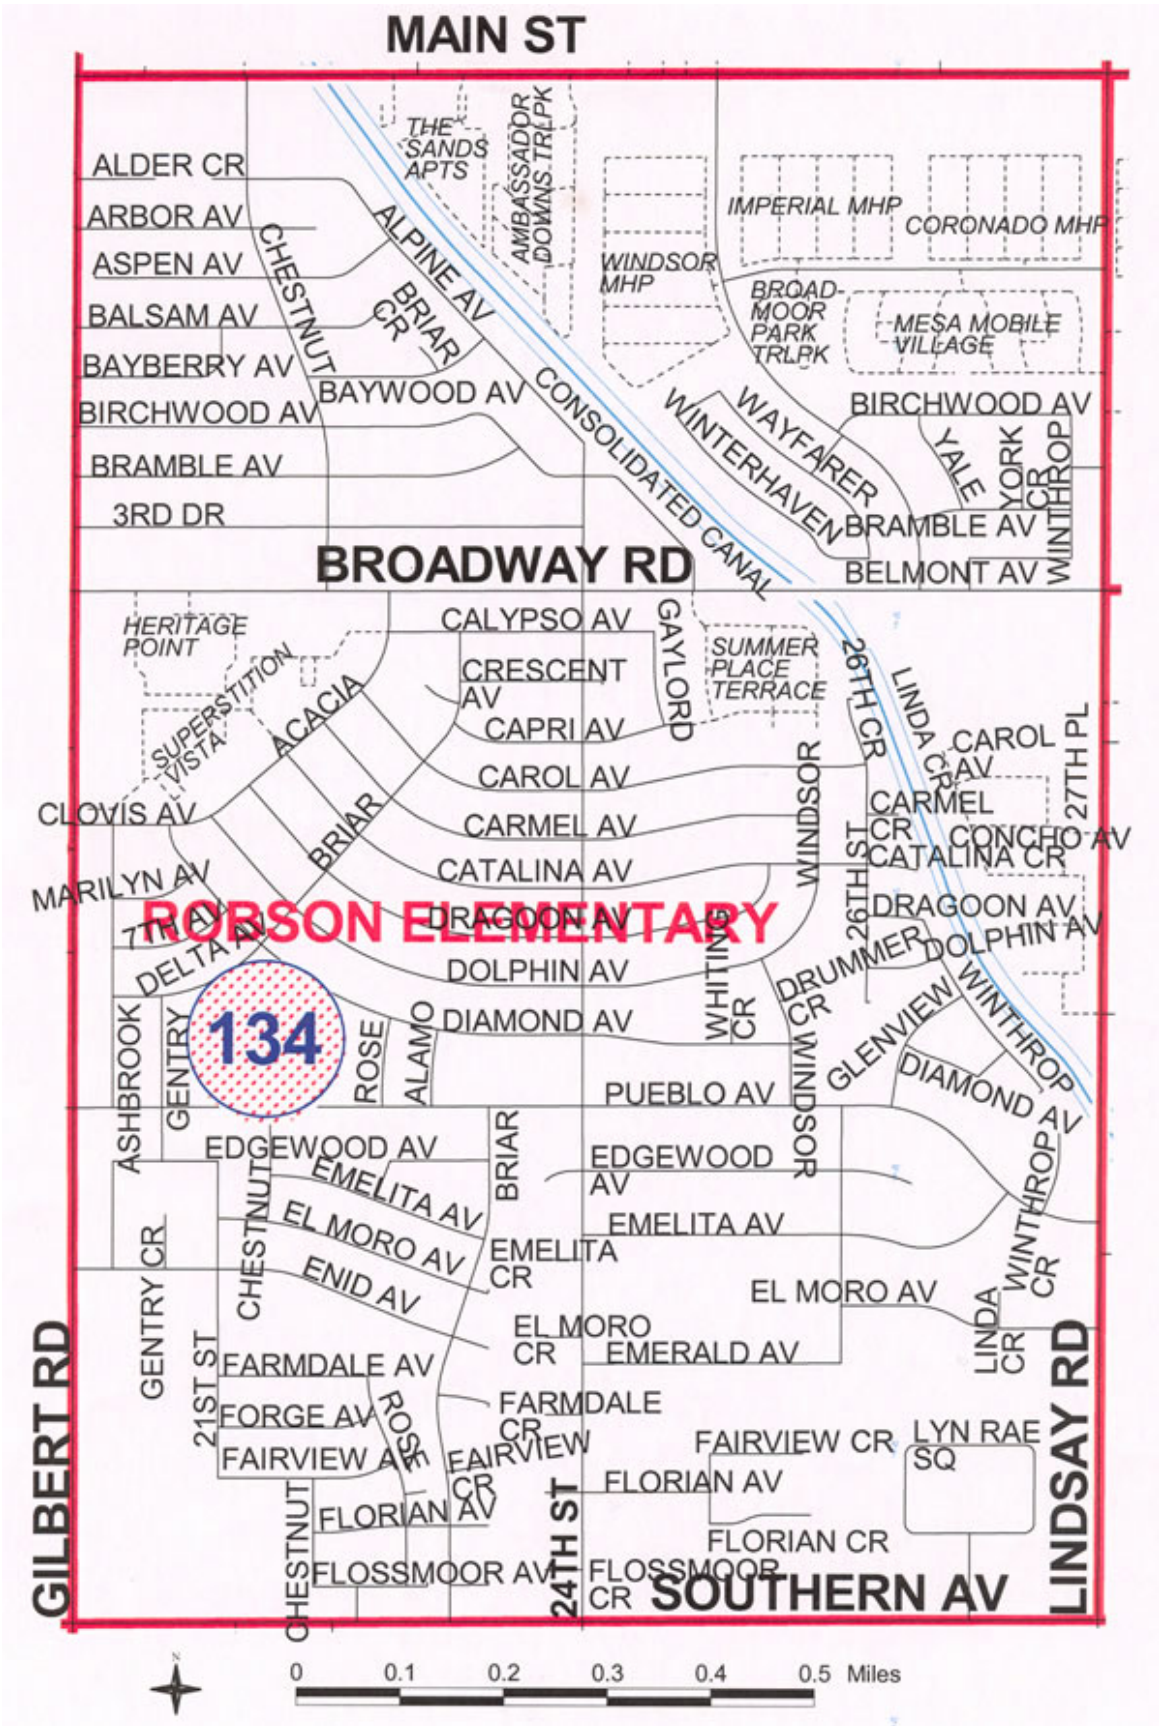 MAIN ST
THE
SANDS
APTS
AMBASSADOR
DOWNS TRLPK
ALDER CR
ARBOR AV
ASPEN AV
BALSAM AV
BAYBERRY AV
BIRCHWOOD AV
BRAMBLE AV
3RD DR
CHESTNUT
ALPINE AV
BRIAR
CR
BAYWOOD AV
CONSOLIDATED CANAL
WINDSOR
MHP
IMPERIAL MHP
CORONADO MHP
BROAD-
MOOR
PARK
TRLPK
MESA MOBILE
VILLAGE
WINTERHAVEN
WAYFARER
BIRCHWOOD AV
YALE
YORK
CR
WINTHROP
BRAMBLE AV
BELMONT AV
BROADWAY RD
HERITAGE
POINT
SUPERSTITION
VISTA
ACACIA
CALYPSO AV
CRESCENT
AV
CAPRI AV
GAYLORD
SUMMER
PLACE
TERRACE
26TH CR
LINDA CR
CAROL
AV
27TH PL
CAROL AV
WINDSOR
CLOVIS AV
BRIAR
CARMEL AV
CARMEL
CR
CONCHO AV
CATALINA AV
26TH ST
CATALINA CR
MARILYN AV
7TH AV
DELTA AV
ROBSON ELEMENTARY
DRAGOON AV
DRAGOON AV
DOLPHIN AV
DOLPHIN AV
WHITING
CR
DRUMMER
CR
WINTHROP
134
ASHBROOK
GENTRY
ROSE
ALAMO
DIAMOND AV
GLENVIEW
DIAMOND AV
PUEBLO AV
WINDSOR
EDGEWOOD AV
BRIAR
EDGEWOOD
AV
EMELITA AV
CHESTNUT
EL MORO AV
EMELITA
CR
EMELITA AV
WINTHROP
CR
GENTRY CR
ENID AV
EL MORO AV
EL MORO
CR
EMERALD AV
LINDA
CR
21ST ST
FARMDALE AV
FORGE AV
ROSE
FARMDALE
CR
FAIRVIEW AV
FAIRVIEW
CR
FAIRVIEW CR
LYN RAE
SQ
FLORIAN AV
FLORIAN AV
FLORIAN CR
CHESTNUT
FLOSSMOOR AV
24TH ST
FLOSSMOOR
CR
SOUTHERN AV
GILBERT RD
LINDSAY RD
N
0 0.1 0.2 0.3 0.4 0.5 Miles